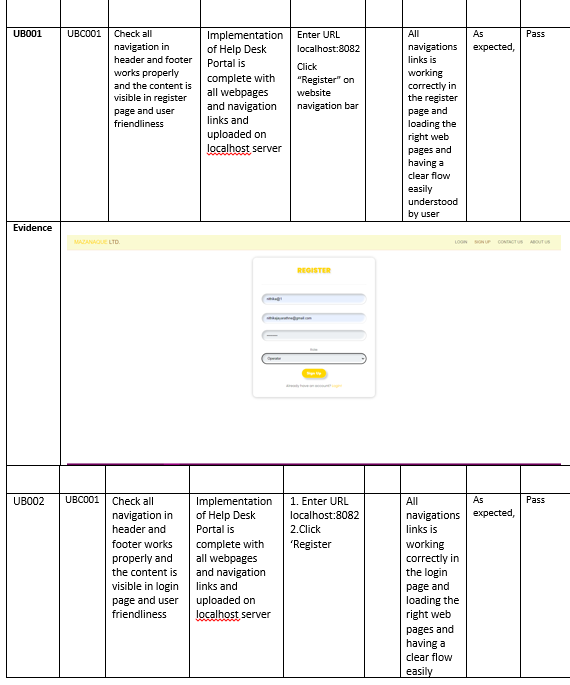 UB001
UBC001
Check all
navigation in
header and footer
works properly
and the content is
visible in register
page and user
friendliness
Implementation
of Help Desk
Portal is
complete with
all webpages
and navigation
links and
uploaded on
localhost server
Enter URL
localhost:8082
Click
“Register” on
website
navigation bar
All
navigations
links is
working
correctly in
the register
page and
loading the
right web
pages and
having a
clear flow
easily
understood
by user
As
expected,
Pass
Evidence
LTD.
LOGIN SIGN UP CONTACT US ABOUT US
REGISTER
Operator
Sign Up
Already have an account? Login
UB002
UBC001
Check all
navigation in
header and
footer works
properly and
the content is
visible in login
page and user
friendliness
Implementation
of Help Desk
Portal is
complete with
all webpages
and navigation
links and
uploaded on
localhost server
1. Enter URL
localhost:8082
2.Click
‘Register
All
navigations
links is
working
correctly in
the login
page and
loading the
right web
pages and
having a
clear flow
easily
As
expected,
Pass